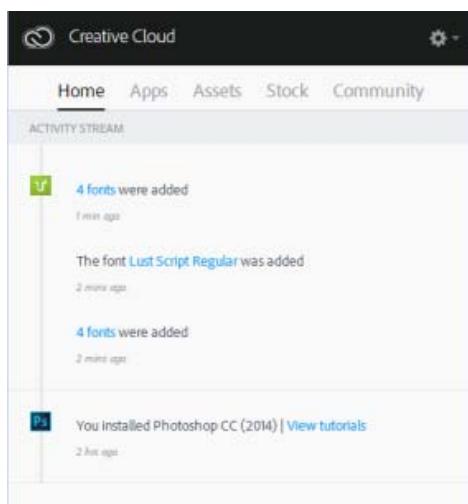 Creative Cloud
Home Apps Assets Stock Community
ACTIVITY STREAM
4 fonts were added
1 min ago
The font Lust Script Regular was added
2 mins ago
4 fonts were added
2 mins ago
Ps You installed Photoshop CC (2014) | View tutorials
2 hrs ago